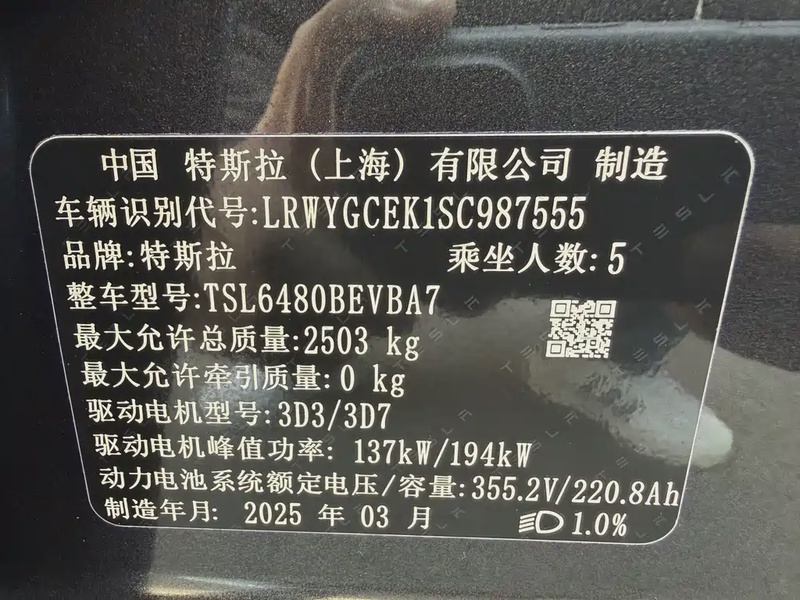 中国 特斯拉 (上海) 有限公司 制造
车辆识别代号:LRWYGCEK1SC987555
品牌:特斯拉 乘坐人数:5
整车型号:TSL6480BEVBA7
最大允许总质量:2503 kg
最大允许牵引质量:0 kg
驱动电机型号:3D3/3D7
驱动电机峰值功率: 137kW/194kW
动力电池系统额定电压/容量:355.2V/220.8Ah
制造年月: 2025 年 03 月 1.0%